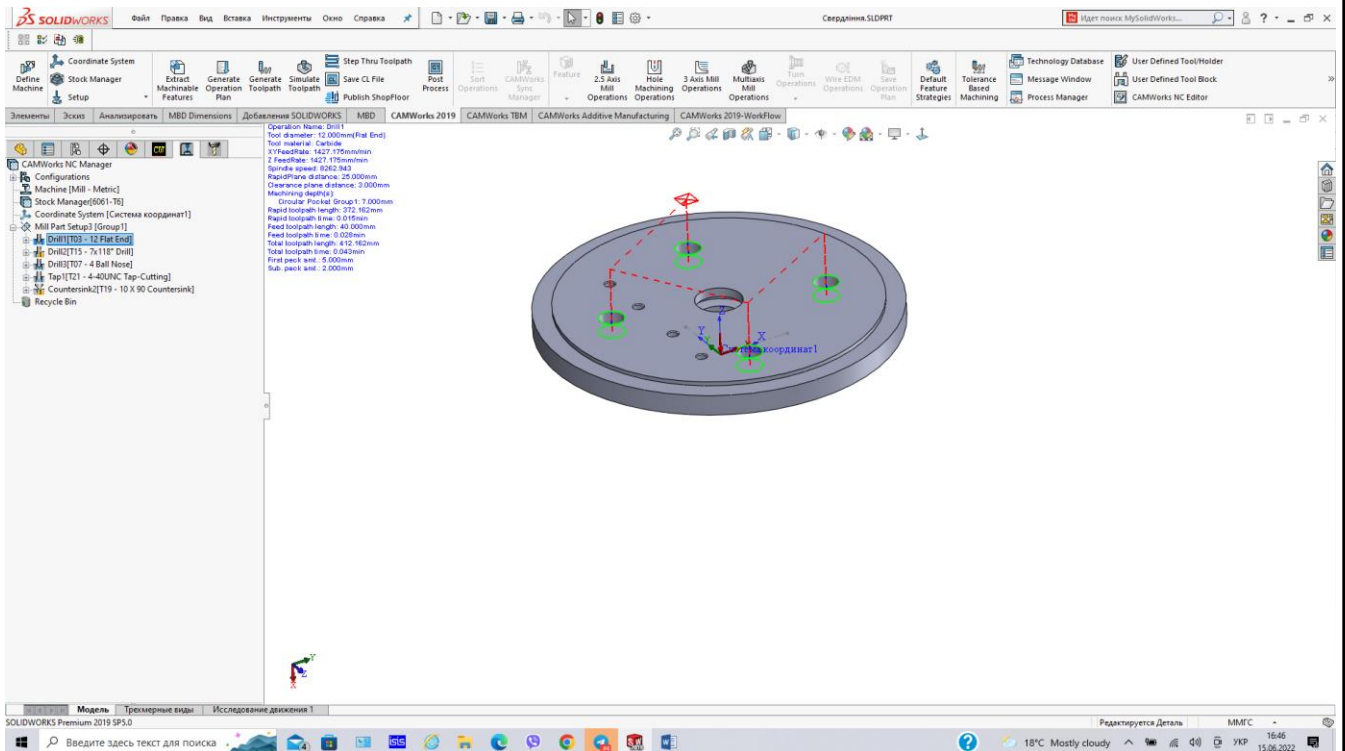 SOLIDWORKS Файл Правка Вид Вставка Инструменты Окно Справка Свердління.SLDPRT Идет поиск MySolidWorks...
Define Machine
Coordinate System
Stock Manager
Setup
Extract Machinable Features
Generate Operation Plan
Generate Toolpath
Simulate Toolpath
Step Thru Toolpath
Save CL File
Publish ShopFloor
Post Process
Sort Operations
CAMWorks Sync Manager
Feature
2.5 Axis Mill Operations
Hole Machining Operations
3 Axis Mill Operations
Multiaxis Mill Operations
Turn Operations
Wire EDM Operations
Save Operation Plan
Default Feature Strategies
Tolerance Based Machining
Technology Database
Message Window
Process Manager
User Defined Tool/Holder
User Defined Tool Block
CAMWorks NC Editor
Элементы Эскиз Анализировать MBD Dimensions Добавления SOLIDWORKS MBD CAMWorks 2019 CAMWorks TBM CAMWorks Additive Manufacturing CAMWorks 2019-WorkFlow
CAMWorks NC Manager
Configurations
Machine [Mill - Metric]
Stock Manager[6061-T6]
Coordinate System [Система координат1]
Mill Part Setup3 [Group1]
Drill1[T03 - 12 Flat End]
Drill2[T15 - 7x118° Drill]
Drill3[T07 - 4 Ball Nose]
Tap1[T21 - 4-40UNC Tap-Cutting]
Countersink2[T19 - 10 X 90 Countersink]
Recycle Bin
Operation Name: Drill1
Tool diameter: 12.000mm(Flat End)
Tool material: Carbide
XYFeedRate: 1427.175mm/min
Z FeedRate: 1427.175mm/min
Spindle speed: 8262.943
RapidPlane distance: 25.000mm
Clearance plane distance: 3.000mm
Machining depth(s):
Circular Pocket Group1: 7.000mm
Rapid toolpath length: 372.162mm
Rapid toolpath time: 0.015min
Feed toolpath length: 40.000mm
Feed toolpath time: 0.028min
Total toolpath length: 412.162mm
Total toolpath time: 0.043min
First peck amt.: 5.000mm
Sub. peck amt.: 2.000mm
Z
Y
X
координат1
Y
Z
X
Модель Трехмерные виды Исследование движения 1
SOLIDWORKS Premium 2019 SP5.0 Редактируется Деталь ММГС
Введите здесь текст для поиска
isis
18°C Mostly cloudy УКР 16:46
15.06.2022